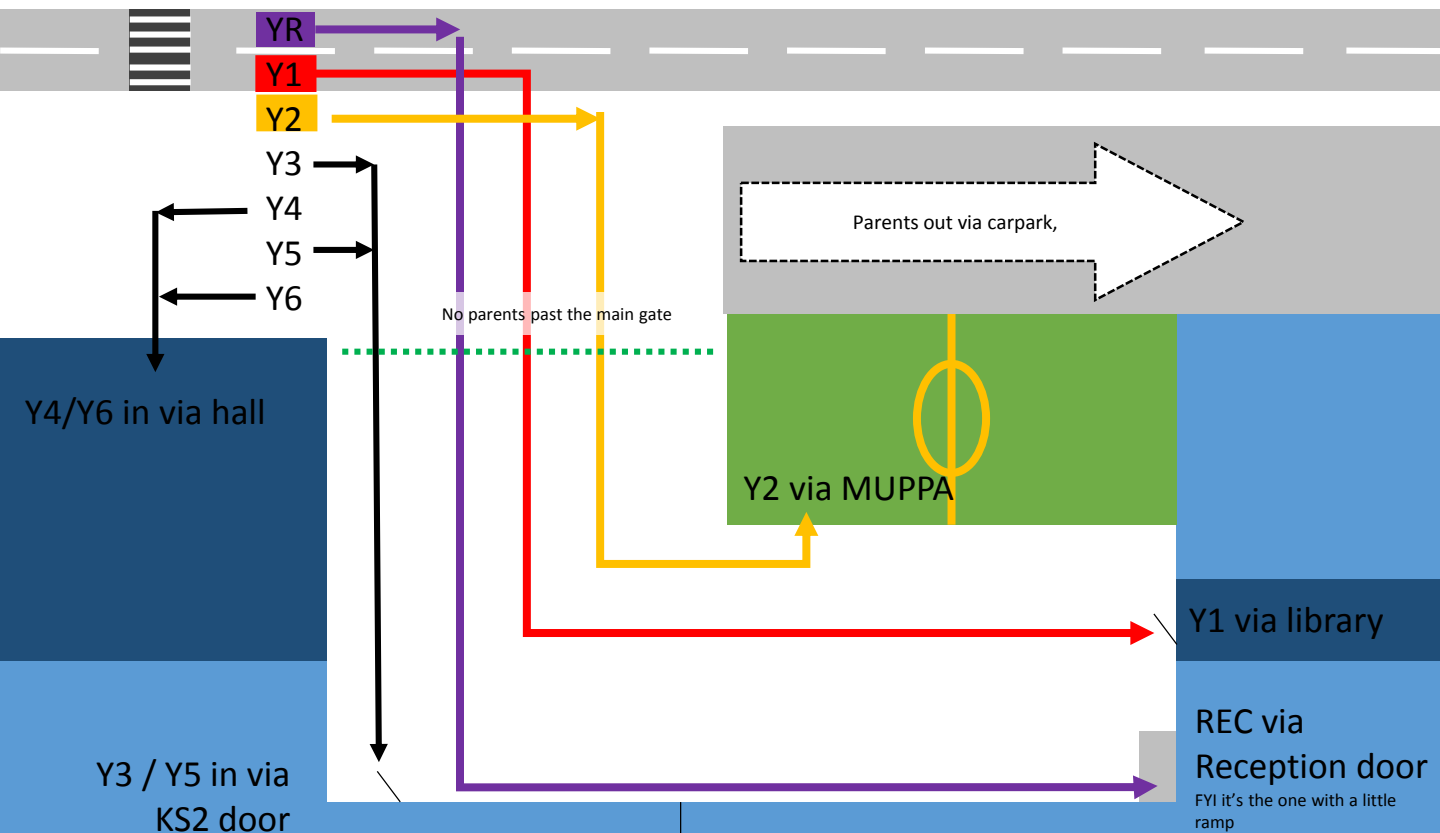 YR
Y1
Y2
Y3
Y4
Y5
Y6
Parents out via carpark,
No parents past the main gate
Y4/Y6 in via hall
Y2 via MUPPA
Y1 via library
REC via
Reception door
FYI it's the one with a little
ramp
Y3 / Y5 in via
KS2 door